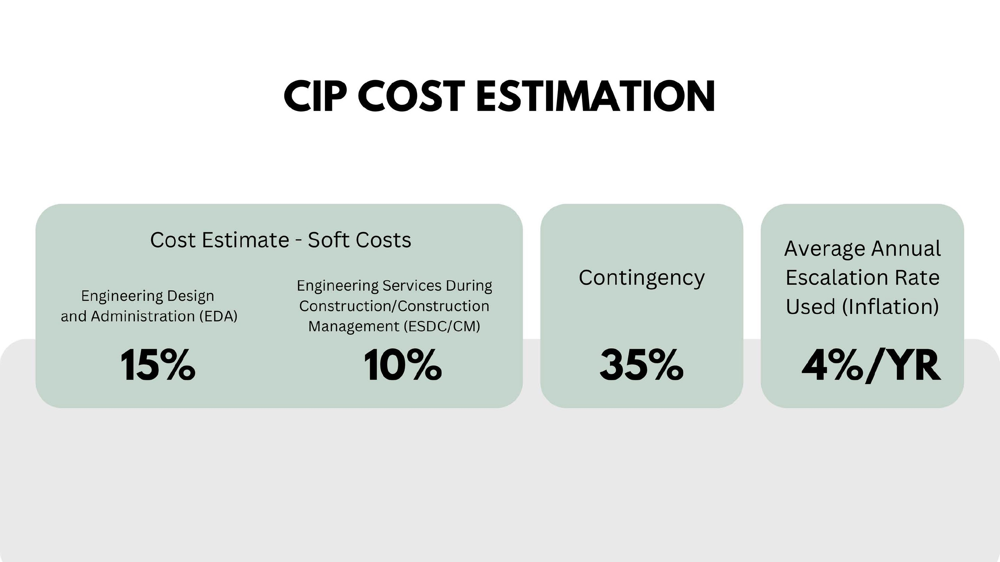 CIP COST ESTIMATION
Cost Estimate - Soft Costs
Engineering Design
and Administration (EDA)
15%
Engineering Services During
Construction/Construction
Management (ESDC/CM)
10%
Contingency
35%
Average Annual
Escalation Rate
Used (Inflation)
4%/YR